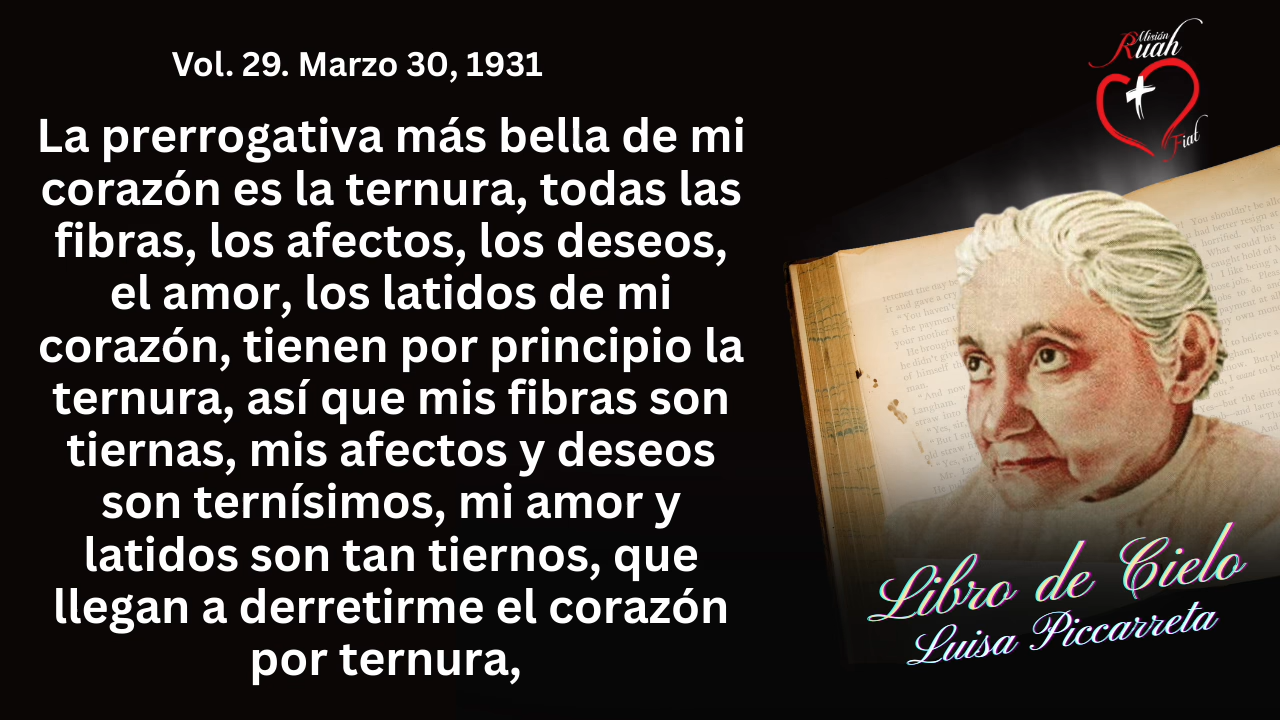 Vol. 29. Marzo 30, 1931
La prerrogativa más bella de mi
corazón es la ternura, todas las
fibras, los afectos, los deseos,
el amor, los latidos de mi
corazón, tienen por principio la
ternura, así que mis fibras son
tiernas, mis afectos y deseos
son ternísimos, mi amor y
latidos son tan tiernos, que
llegan a derretirme el corazón
por ternura,
Misión
Ruah
Fiat
Libro de Cielo
Luisa Piccarreta